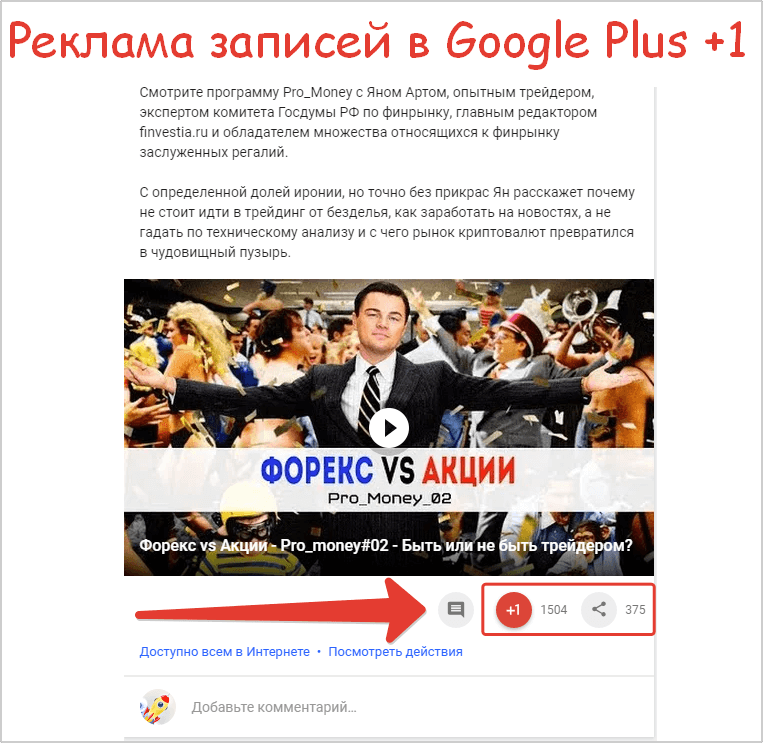 Реклама записей в Google Plus +1
Смотрите программу Pro_Money с Яном Артом, опытным трейдером,
экспертом комитета Госдумы РФ по финрынку, главным редактором
finvestia.ru и обладателем множества относящихся к финрынку
заслуженных регалий.
С определенной долей иронии, но точно без прикрас Ян расскажет почему
не стоит идти в трейдинг от безделья, как заработать на новостях, а не
гадать по техническому анализу и с чего рынок криптовалют превратился
в чудовищный пузырь.
ФОРЕКС VS АКЦИИ
Pro_Money_02
Форекс vs Акции - Pro_money#02 - Быть или не быть трейдером?
+1 1504 375
Доступно всем в Интернете • Посмотреть действия
Добавьте комментарий...